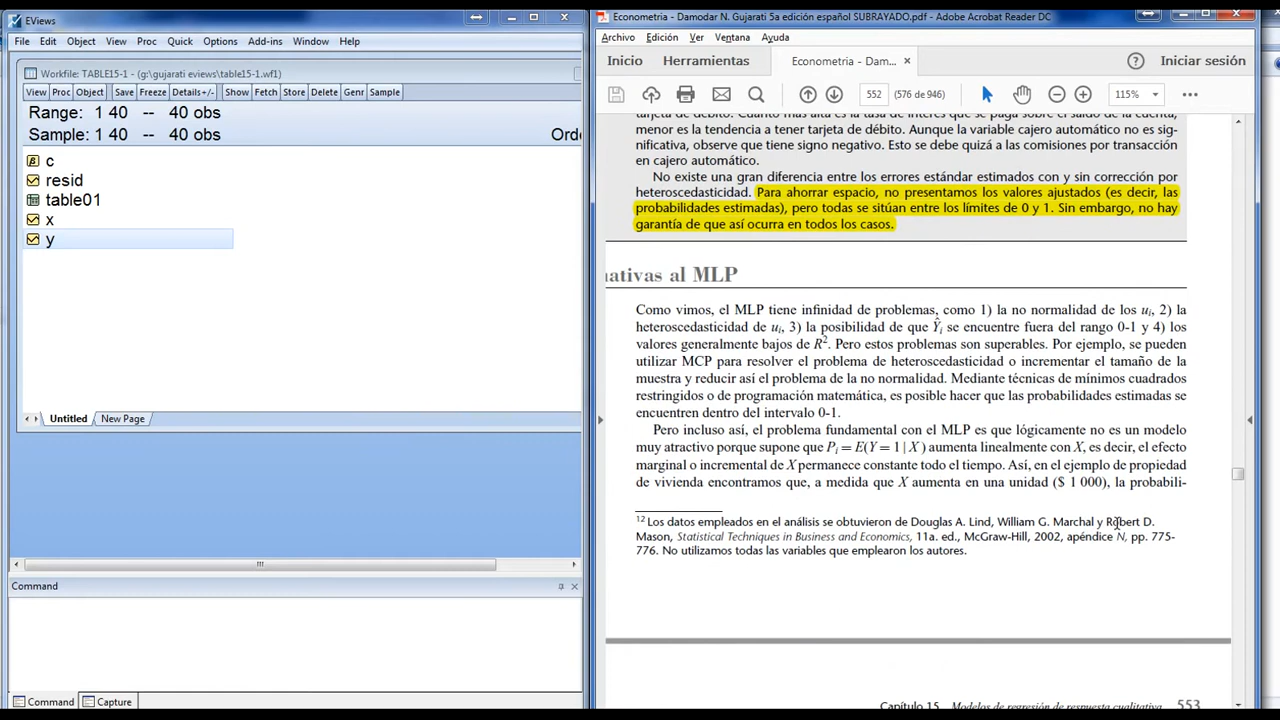 EViews
File Edit Object View Proc Quick Options Add-ins Window Help
Workfile: TABLE15-1 - (g:\gujarati eviews\table15-1.wf1)
View Proc Object Save Freeze Details+/- Show Fetch Store Delete Genr Sample
Range: 1 40 -- 40 obs
Sample: 1 40 -- 40 obs Orde
c
resid
table01
x
y
Untitled New Page
Command
Command Capture
Econometria - Damodar N. Gujarati 5a edición español SUBRAYADO.pdf - Adobe Acrobat Reader DC
Archivo Edición Ver Ventana Ayuda
Inicio Herramientas Econometria - Dam... × Iniciar sesión
552 (576 de 946) 115%
tarjeta de débito. Cuanto más alta es la tasa de interés que se paga sobre el saldo de la cuenta,
menor es la tendencia a tener tarjeta de débito. Aunque la variable cajero automático no es sig-
nificativa, observe que tiene signo negativo. Esto se debe quizá a las comisiones por transacción
en cajero automático.
No existe una gran diferencia entre los errores estándar estimados con y sin corrección por
heteroscedasticidad. Para ahorrar espacio, no presentamos los valores ajustados (es decir, las
probabilidades estimadas), pero todas se sitúan entre los límites de 0 y 1. Sin embargo, no hay
garantía de que así ocurra en todos los casos.
nativas al MLP
Como vimos, el MLP tiene infinidad de problemas, como 1) la no normalidad de los uᵢ, 2) la
heteroscedasticidad de uᵢ, 3) la posibilidad de que Ŷᵢ se encuentre fuera del rango 0-1 y 4) los
valores generalmente bajos de R². Pero estos problemas son superables. Por ejemplo, se pueden
utilizar MCP para resolver el problema de heteroscedasticidad o incrementar el tamaño de la
muestra y reducir así el problema de la no normalidad. Mediante técnicas de mínimos cuadrados
restringidos o de programación matemática, es posible hacer que las probabilidades estimadas se
encuentren dentro del intervalo 0-1.
Pero incluso así, el problema fundamental con el MLP es que lógicamente no es un modelo
muy atractivo porque supone que Pᵢ = E(Y = 1 | X) aumenta linealmente con X, es decir, el efecto
marginal o incremental de X permanece constante todo el tiempo. Así, en el ejemplo de propiedad
de vivienda encontramos que, a medida que X aumenta en una unidad ($ 1 000), la probabili-
12 Los datos empleados en el análisis se obtuvieron de Douglas A. Lind, William G. Marchal y Robert D.
Mason, Statistical Techniques in Business and Economics, 11a. ed., McGraw-Hill, 2002, apéndice N, pp. 775-
776. No utilizamos todas las variables que emplearon los autores.
Capítulo 15 Modelos de regresión de respuesta cualitativa 553